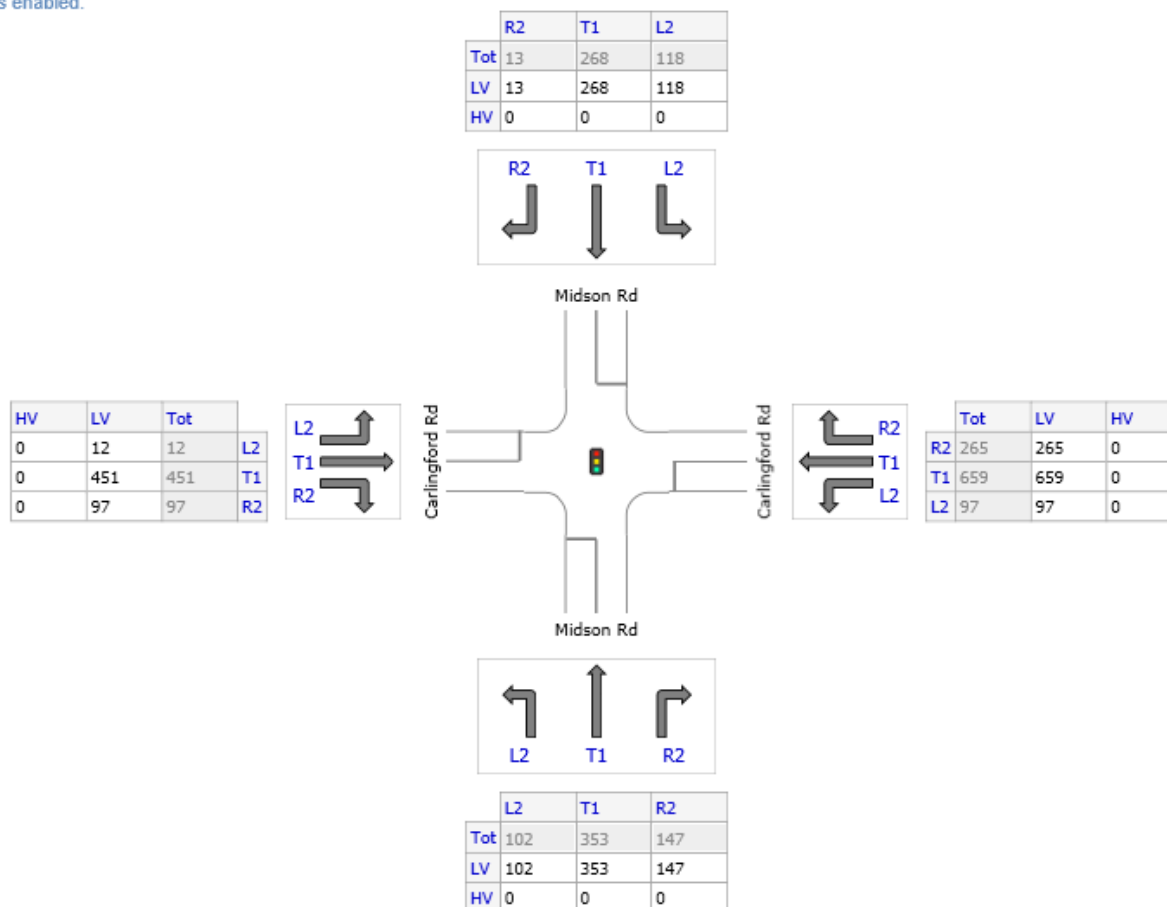 s enabled.
R2 T1 L2
Tot 13 268 118
LV 13 268 118
HV 0 0 0
R2 T1 L2
Midson Rd
HV LV Tot
0 12 12 L2
0 451 451 T1
0 97 97 R2
L2
T1
R2
Carlingford Rd
Carlingford Rd
R2
T1
L2
Tot LV HV
R2 265 265 0
T1 659 659 0
L2 97 97 0
Midson Rd
L2 T1 R2
L2 T1 R2
Tot 102 353 147
LV 102 353 147
HV 0 0 0